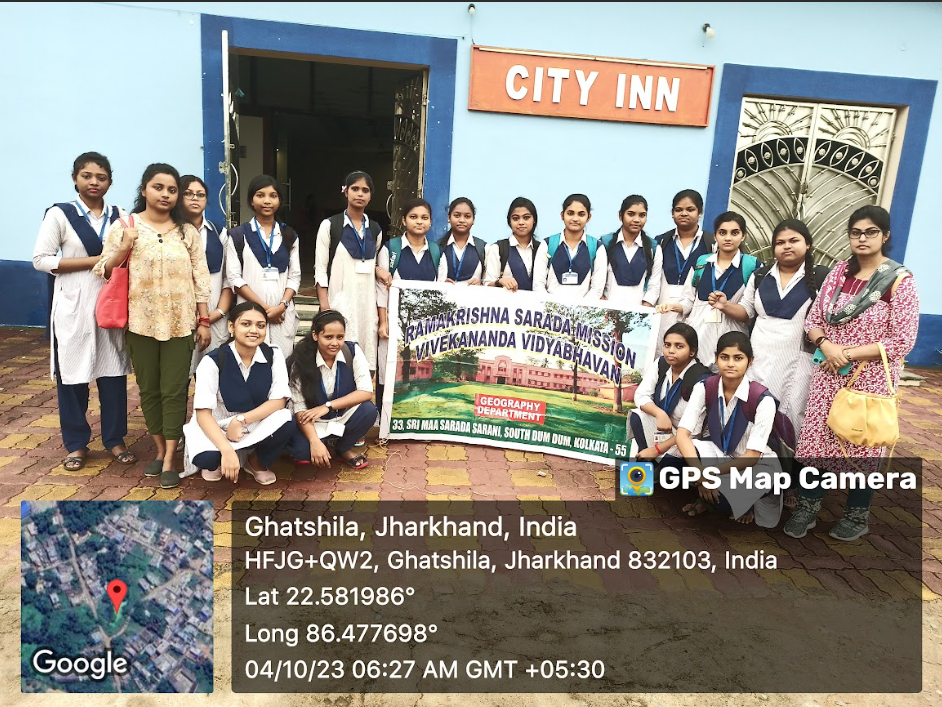 CITY INN
RAMAKRISHNA SARADA MISSION
VIVEKANANDA VIDYABHAVAN
GEOGRAPHY
DEPARTMENT
33, SRI MAA SARADA SARANI, SOUTH DUM DUM, KOLKATA - 55
GPS Map Camera
Ghatshila, Jharkhand, India
HFJG+QW2, Ghatshila, Jharkhand 832103, India
Lat 22.581986°
Long 86.477698°
04/10/23 06:27 AM GMT +05:30
Google